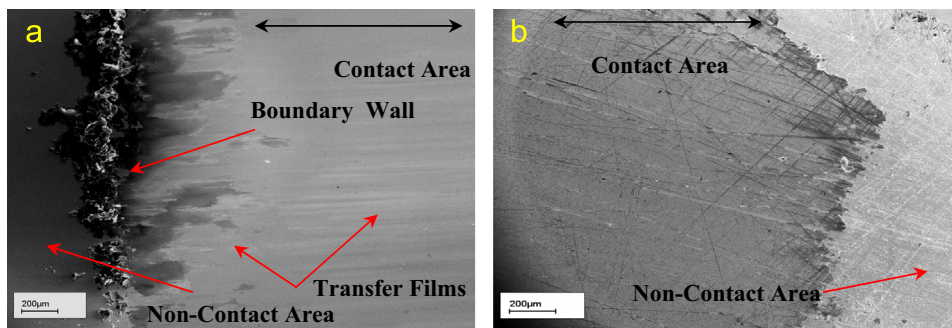 a
Contact Area
Boundary Wall
Transfer Films
Non-Contact Area
200µm
b
Contact Area
Non-Contact Area
200µm